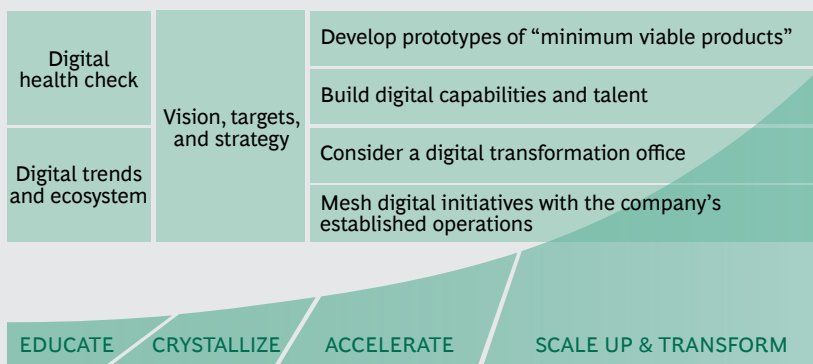 Digital
health check
Digital trends
and ecosystem
Vision, targets,
and strategy
Develop prototypes of “minimum viable products”
Build digital capabilities and talent
Consider a digital transformation office
Mesh digital initiatives with the company’s
established operations
EDUCATE
CRYSTALLIZE
ACCELERATE
SCALE UP & TRANSFORM